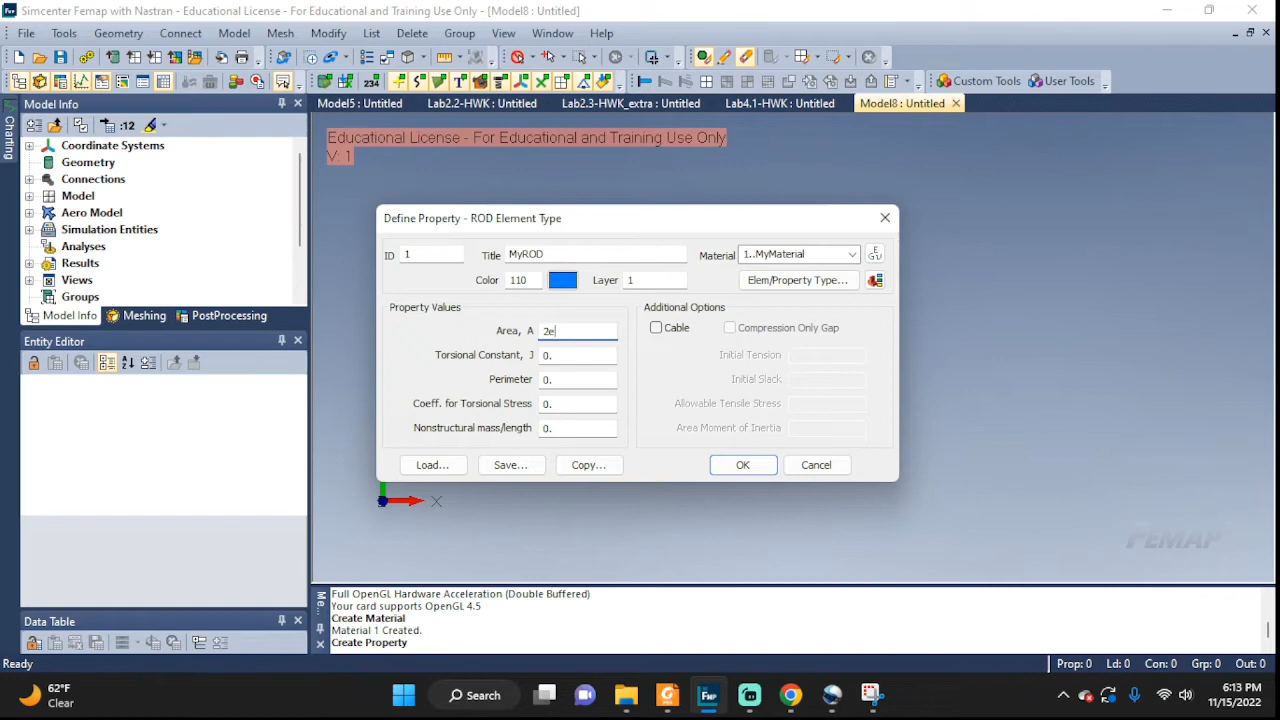 Simcenter Femap with Nastran - Educational License - For Educational and Training Use Only - [Model8 : Untitled]
File Tools Geometry Connect Model Mesh Modify List Delete Group View Window Help
234 T Custom Tools User Tools
Model Info Model5 : Untitled Lab2.2-HWK : Untitled Lab2.3-HWK_extra : Untitled Lab4.1-HWK : Untitled Model8 : Untitled
Charting
:12
Educational License - For Educational and Training Use Only
V: 1
Coordinate Systems
Geometry
Connections
Model
Aero Model
Simulation Entities
Analyses
Results
Views
Groups
Model Info Meshing PostProcessing
Entity Editor
Define Property - ROD Element Type
ID 1 Title MyROD Material 1..MyMaterial
Color 110 Layer 1 Elem/Property Type...
Property Values Additional Options
Area, A 2e Cable Compression Only Gap
Torsional Constant, J 0. Initial Tension
Perimeter 0. Initial Slack
Coeff. for Torsional Stress 0. Allowable Tensile Stress
Nonstructural mass/length 0. Area Moment of Inertia
Load... Save... Copy... OK Cancel
X
FEMAP
Data Table
Me...
Full OpenGL Hardware Acceleration (Double Buffered)
Your card supports OpenGL 4.5
Create Material
Material 1 Created.
Create Property
Ready Prop: 0 Ld: 0 Con: 0 Grp: 0 Out: 0
62°F
Clear
Search
6:13 PM
11/15/2022